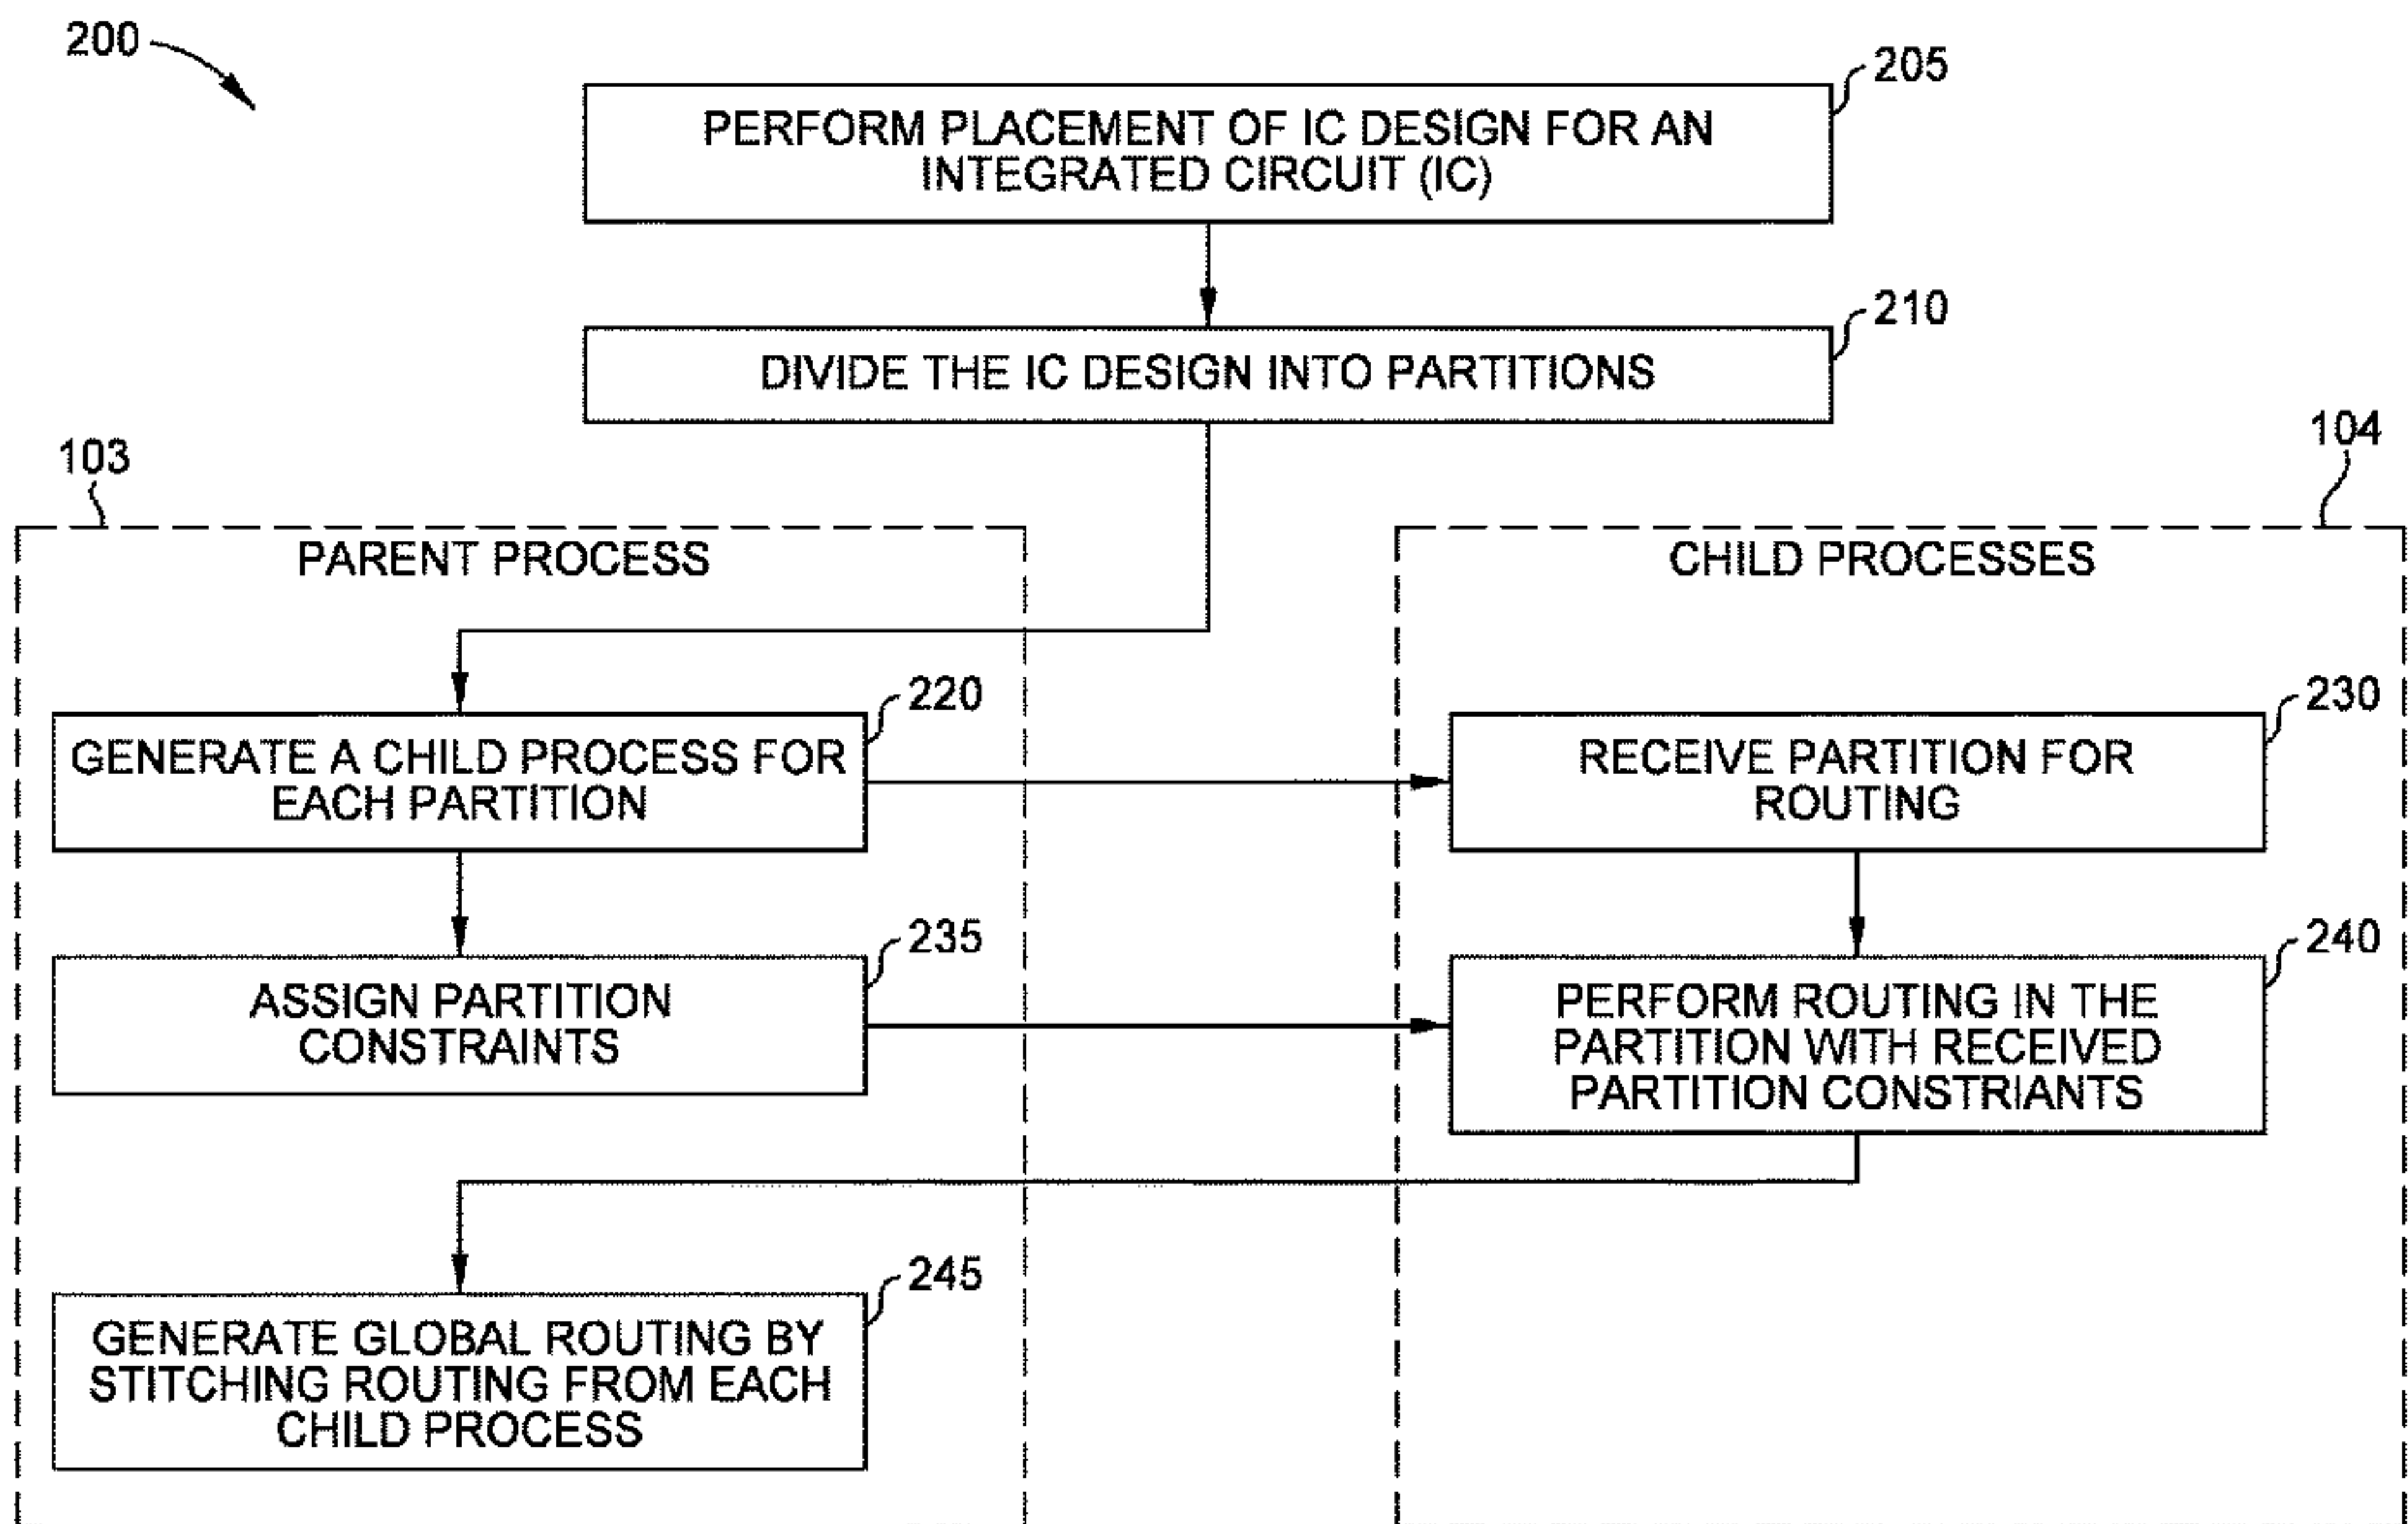 200
205
PERFORM PLACEMENT OF IC DESIGN FOR AN
INTEGRATED CIRCUIT (IC)
210
DIVIDE THE IC DESIGN INTO PARTITIONS
103
104
PARENT PROCESS
CHILD PROCESSES
220
GENERATE A CHILD PROCESS FOR
EACH PARTITION
230
RECEIVE PARTITION FOR
ROUTING
235
ASSIGN PARTITION
CONSTRAINTS
240
PERFORM ROUTING IN THE
PARTITION WITH RECEIVED
PARTITION CONSTRIANTS
245
GENERATE GLOBAL ROUTING BY
STITCHING ROUTING FROM EACH
CHILD PROCESS